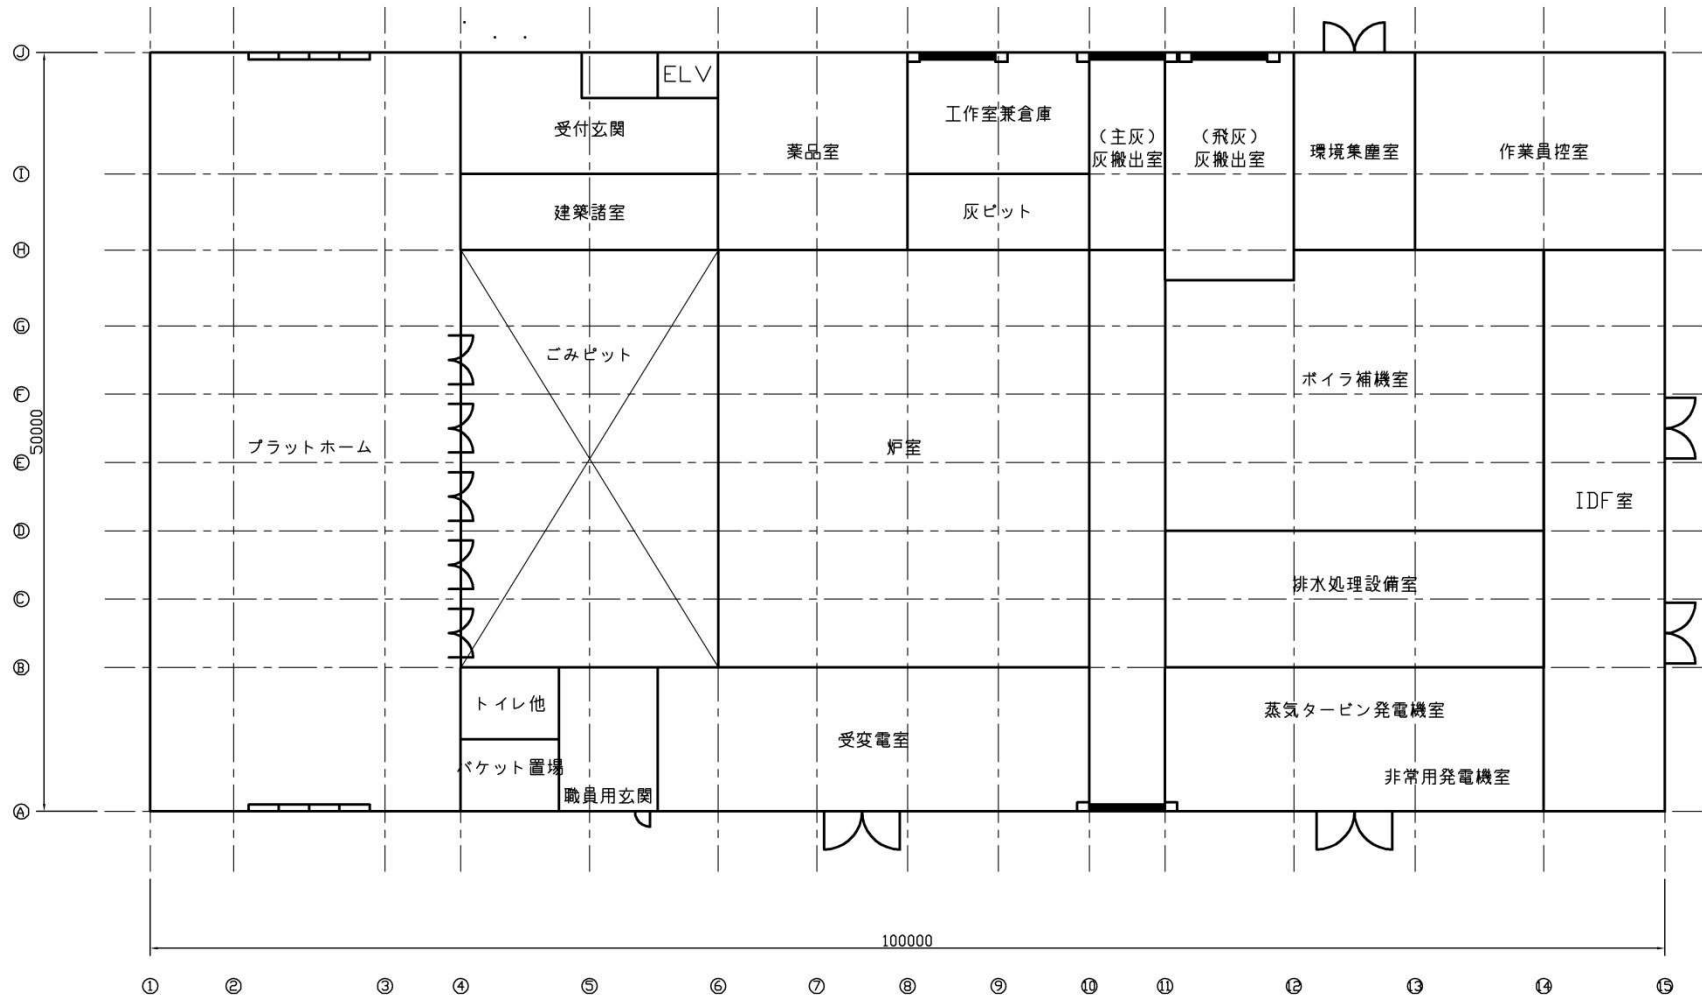 Ⓙ
ELV
工作室兼倉庫
受付玄関
(主灰)
灰搬出室
(飛灰)
灰搬出室
薬品室
環境集塵室
作業員控室
Ⓘ
建築諸室
灰ピット
Ⓗ
Ⓖ
ごみピット
ボイラ補機室
Ⓕ
50000
プラットホーム
炉室
Ⓔ
IDF室
Ⓓ
排水処理設備室
Ⓒ
Ⓑ
トイレ他
蒸気タービン発電機室
受変電室
バケット置場
非常用発電機室
職員用玄関
Ⓐ
100000
① ② ③ ④ ⑤ ⑥ ⑦ ⑧ ⑨ ⑩ ⑪ ⑫ ⑬ ⑭ ⑮